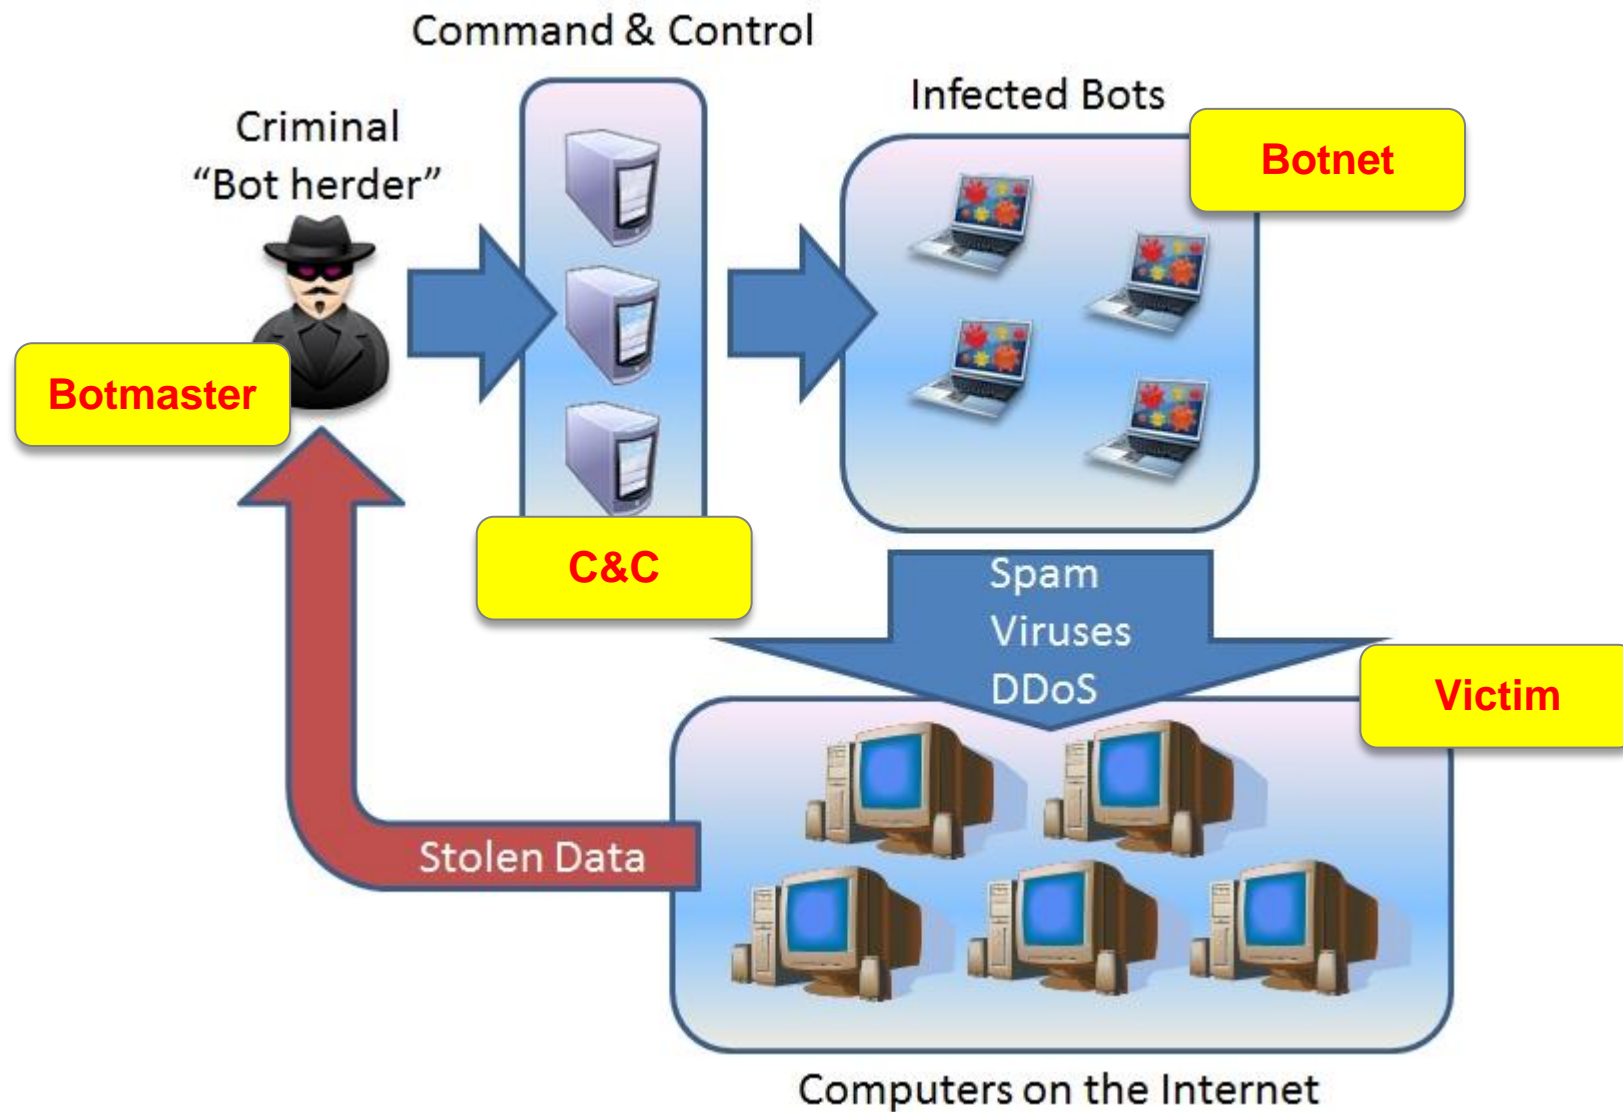 Command & Control
Infected Bots
Criminal
“Bot herder”
Botnet
Botmaster
C&C
Spam
Viruses
DDoS
Victim
Stolen Data
Computers on the Internet